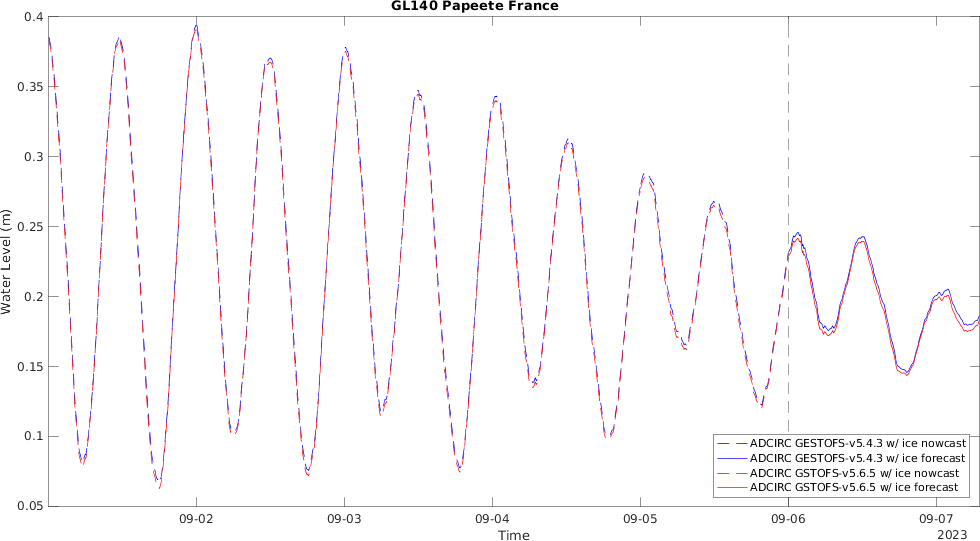 GL140 Papeete France
0.4
0.35
0.3
0.25
0.2
0.15
0.1
0.05
Water Level (m)
ADCIRC GESTOFS-v5.4.3 w/ ice nowcast
ADCIRC GESTOFS-v5.4.3 w/ ice forecast
ADCIRC GSTOFS-v5.6.5 w/ ice nowcast
ADCIRC GSTOFS-v5.6.5 w/ ice forecast
09-02 09-03 09-04 09-05 09-06 09-07
Time
2023